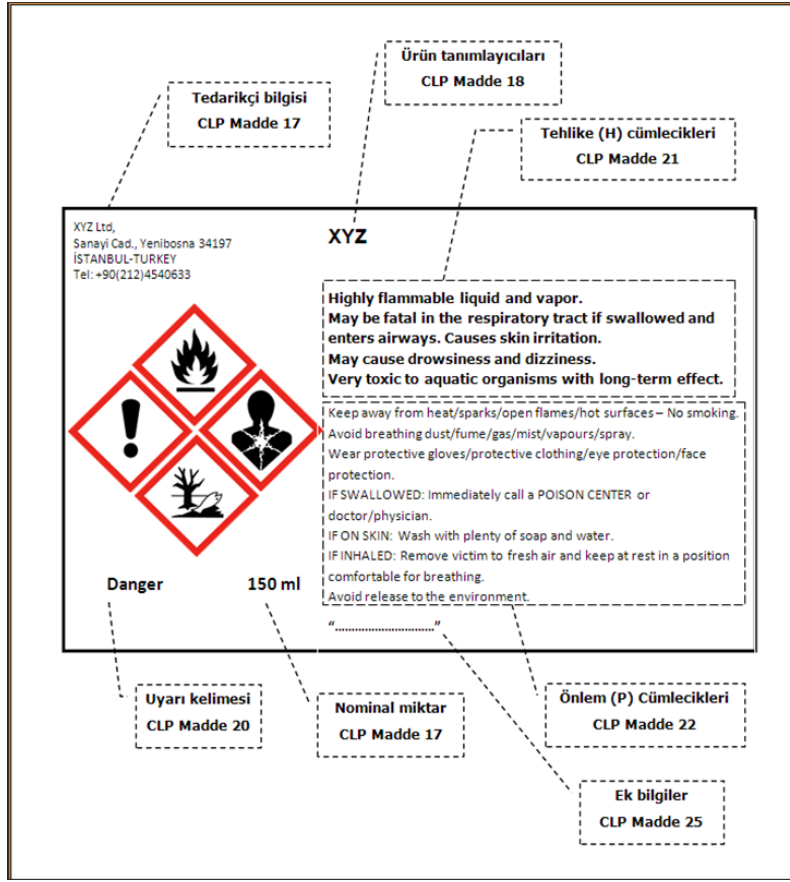 Ürün tanımlayıcıları
CLP Madde 18
Tedarikçi bilgisi
CLP Madde 17
Tehlike (H) cümlecikleri
CLP Madde 21
XYZ Ltd,
Sanayi Cad., Yenibosna 34197
İSTANBUL-TURKEY
Tel: +90(212)4540633
XYZ
Highly flammable liquid and vapor.
May be fatal in the respiratory tract if swallowed and
enters airways. Causes skin irritation.
May cause drowsiness and dizziness.
Very toxic to aquatic organisms with long-term effect.
Keep away from heat/sparks/open flames/hot surfaces – No smoking.
Avoid breathing dust/fume/gas/mist/vapours/spray.
Wear protective gloves/protective clothing/eye protection/face
protection.
IF SWALLOWED: Immediately call a POISON CENTER or
doctor/physician.
IF ON SKIN: Wash with plenty of soap and water.
IF INHALED: Remove victim to fresh air and keep at rest in a position
comfortable for breathing.
Avoid release to the environment.
Danger
150 ml
“..............................”
Uyarı kelimesi
CLP Madde 20
Nominal miktar
CLP Madde 17
Önlem (P) Cümlecikleri
CLP Madde 22
Ek bilgiler
CLP Madde 25